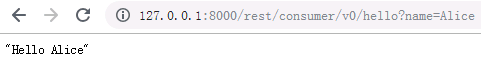 127.0.0.1:8000/rest/consumer/v0/hello?name=Alice
"Hello Alice"